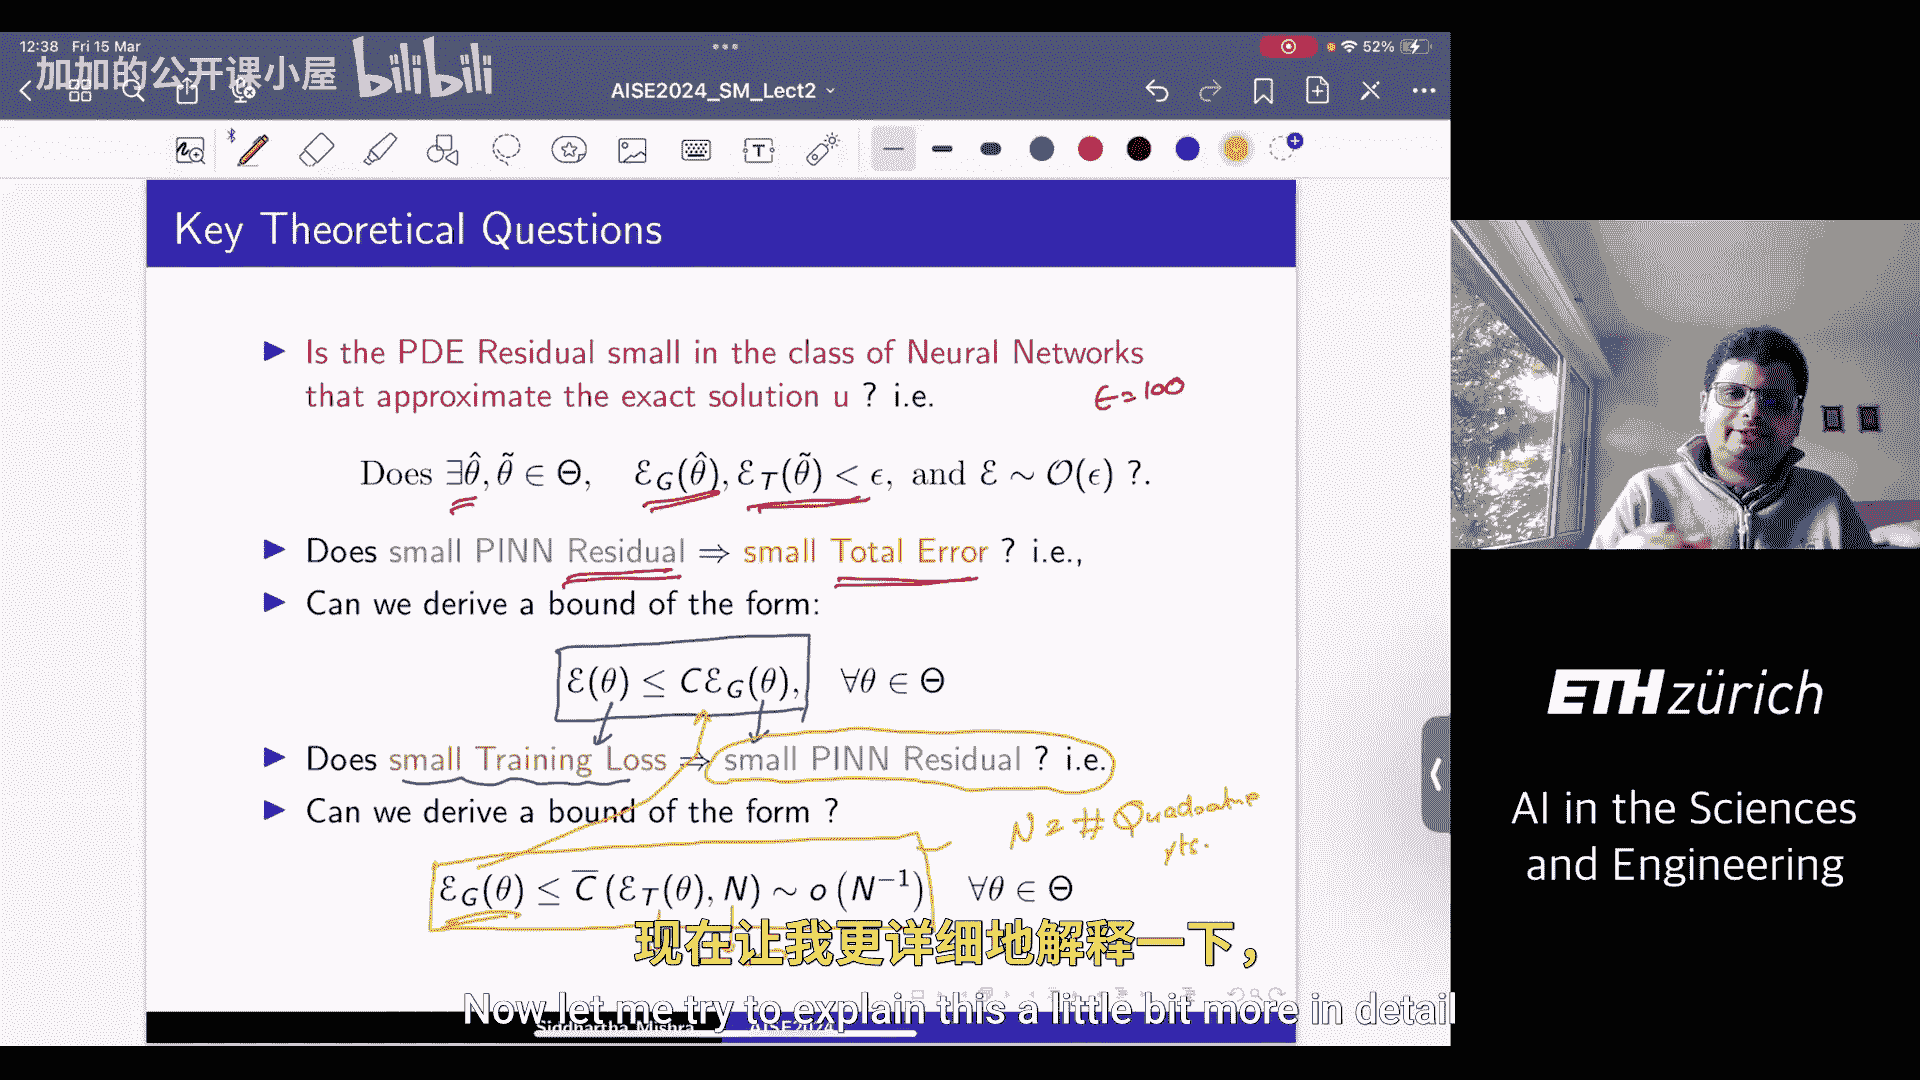 12:38 Fri 15 Mar
52%
加加的公开课小屋 bilibili
AISE2024_SM_Lect2
T
Key Theoretical Questions
Is the PDE Residual small in the class of Neural Networks
that approximate the exact solution u ? i.e.
ϵ=100
Does ∃θ̂, θ̃ ∈ Θ, ℰ_G(θ̂), ℰ_T(θ̃) < ϵ, and ℰ ∼ 𝒪(ϵ) ?.
Does small PINN Residual ⇒ small Total Error ? i.e.,
Can we derive a bound of the form:
ℰ(θ) ≤ Cℰ_G(θ), ∀θ ∈ Θ
Does small Training Loss ⇒ small PINN Residual ? i.e.
Can we derive a bound of the form ?
N = # Quadrature
pts.
ℰ_G(θ) ≤ C̅ (ℰ_T(θ), N) ∼ o (N⁻¹) ∀θ ∈ Θ
现在让我更详细地解释一下，
Now let me try to explain this a little bit more in detail
Siddhartha Mishra AISE2024
ETH zürich
AI in the Sciences
and Engineering